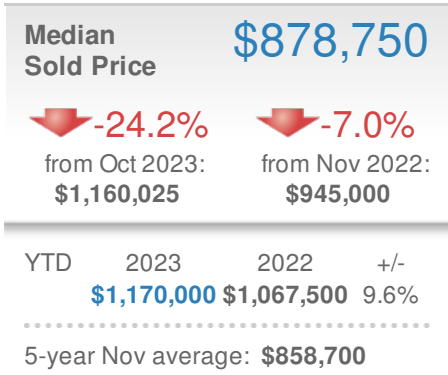 Median $878,750
Sold Price
-24.2% -7.0%
from Oct 2023: from Nov 2022:
$1,160,025 $945,000
YTD 2023 2022 +/-
$1,170,000 $1,067,500 9.6%
5-year Nov average: $858,700